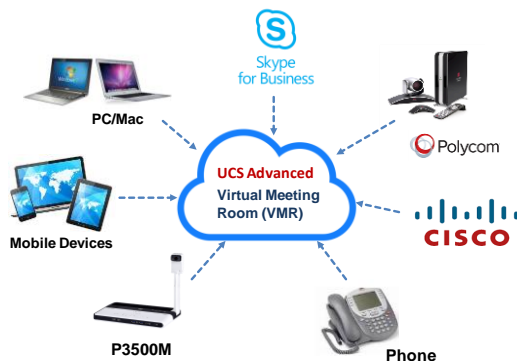 Skype
for Business
PC/Mac
Polycom
UCS Advanced
Virtual Meeting
Room (VMR)
Mobile Devices
CISCO
P3500M
Phone